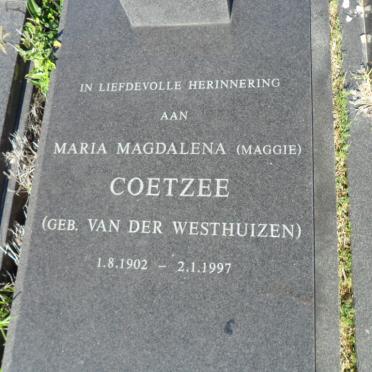 IN LIEFDEVOLLE HERINNERING
AAN
MARIA MAGDALENA (MAGGIE)
COETZEE
(GEB. VAN DER WESTHUIZEN)
1.8.1902 – 2.1.1997